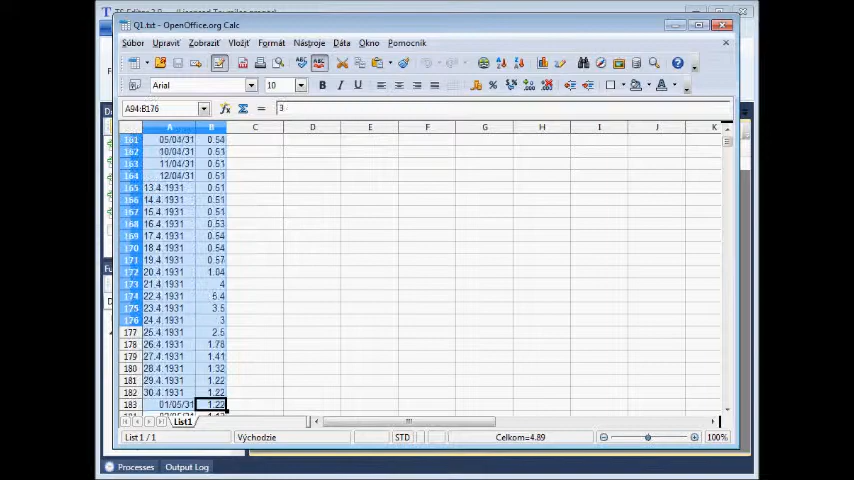 Q1.txt - OpenOffice.org Calc
Súbor Upraviť Zobraziť Vložiť Formát Nástroje Dáta Okno Pomocník
Arial 10
A94:B176 3
A B C D E F G H I J K
161 05/04/31 0.54
162 10/04/31 0.51
163 11/04/31 0.51
164 12/04/31 0.51
165 13.4.1931 0.51
166 14.4.1931 0.51
167 15.4.1931 0.51
168 16.4.1931 0.53
169 17.4.1931 0.54
170 18.4.1931 0.54
171 19.4.1931 0.57
172 20.4.1931 1.04
173 21.4.1931 4
174 22.4.1931 5.4
175 23.4.1931 3.5
176 24.4.1931 3
177 25.4.1931 2.5
178 26.4.1931 1.78
179 27.4.1931 1.41
180 28.4.1931 1.32
181 29.4.1931 1.22
182 30.4.1931 1.22
183 01/05/31 1.22
List1
List 1 / 1 Východzie STD Celkom=4.89 100%
Processes Output Log